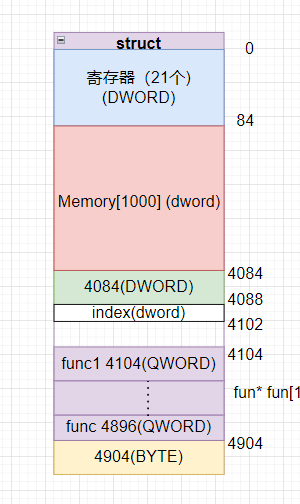 struct
0
寄存器（21个）
(DWORD)
84
Memory[1000] (dword)
4084
4084(DWORD)
4088
index(dword)
4102
4104
func1 4104(QWORD)
fun* fun[1
func 4896(QWORD)
4904
4904(BYTE)